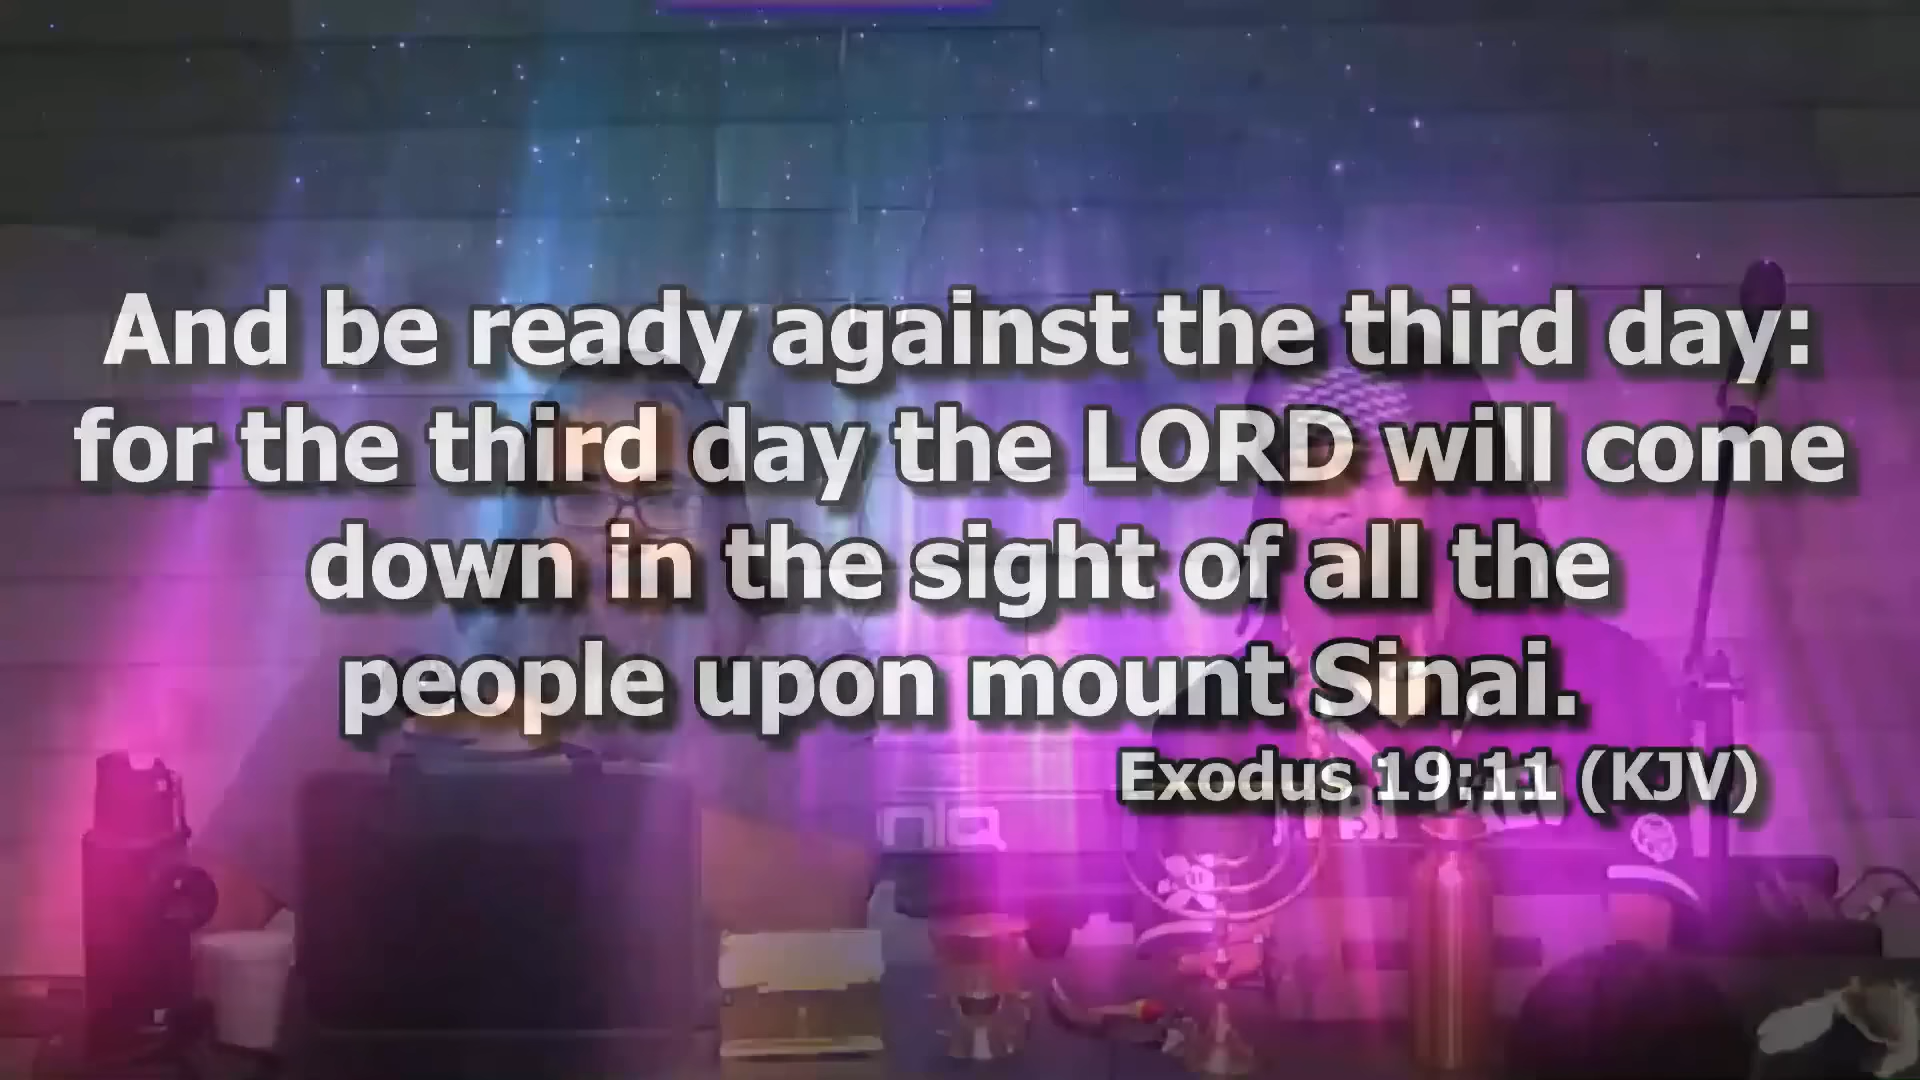 And be ready against the third day:
for the third day the LORD will come
down in the sight of all the
people upon mount Sinai.
Exodus 19:11 (KJV)